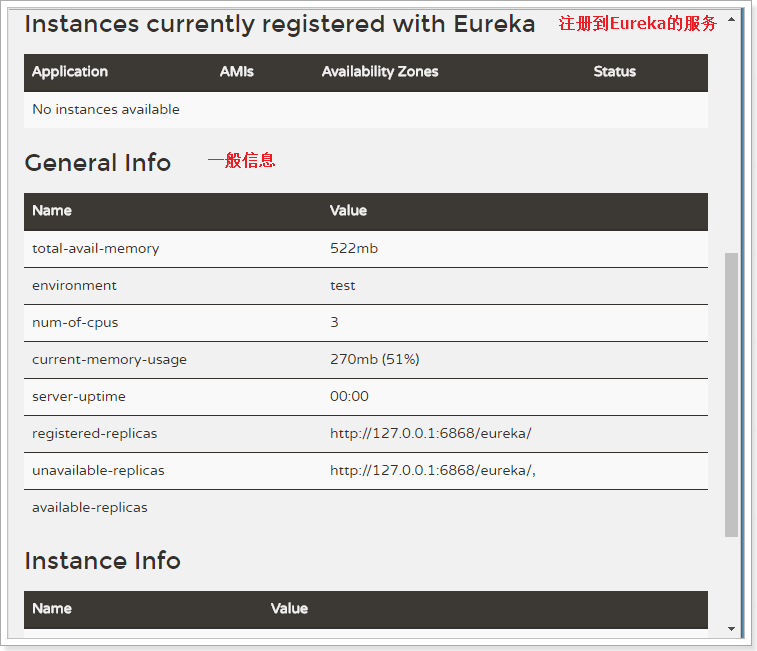 Instances currently registered with Eureka 注册到Eureka的服务
Application AMIs Availability Zones Status
No instances available
General Info 一般信息
Name Value
total-avail-memory 522mb
environment test
num-of-cpus 3
current-memory-usage 270mb (51%)
server-uptime 00:00
registered-replicas http://127.0.0.1:6868/eureka/
unavailable-replicas http://127.0.0.1:6868/eureka/,
available-replicas
Instance Info
Name Value